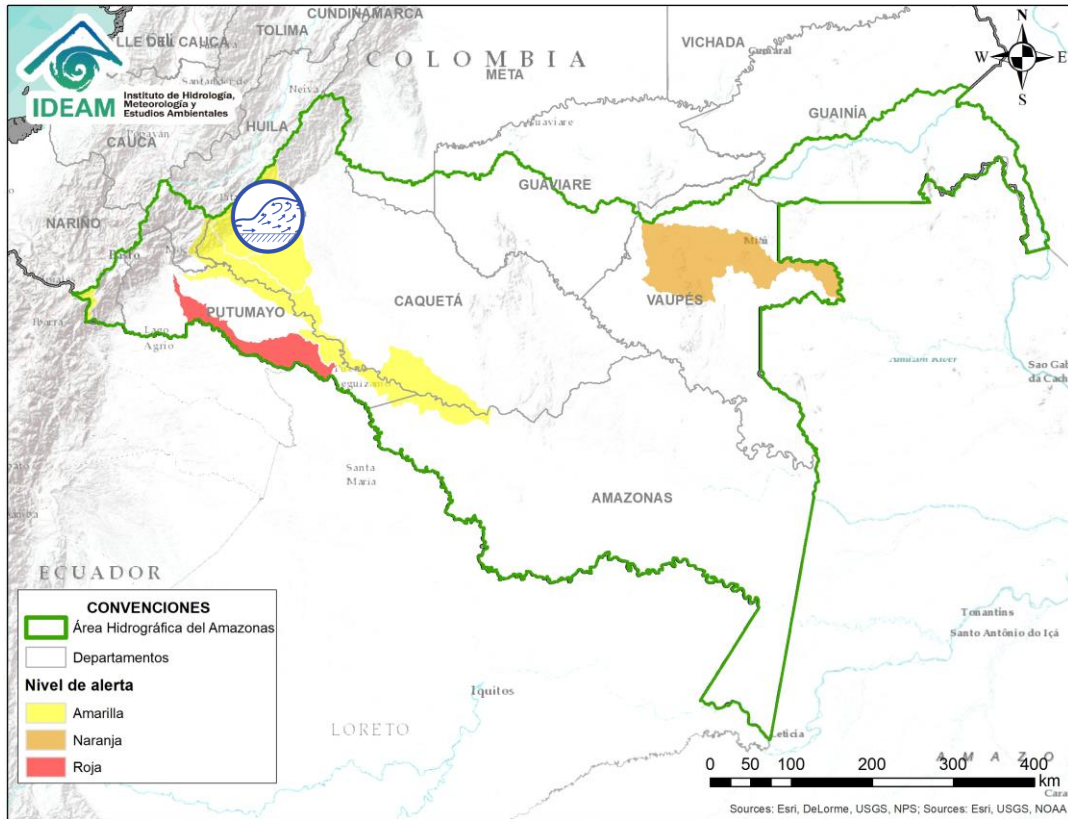 CUNDINAMARCA
TOLIMA
VICHADA
LLE DEL CAUCA
COLOMBIA
META
N
W E
S
IDEAM
Instituto de Hidrología,
Meteorología y
Estudios Ambientales
Neiva
HUILA
CAUCA
GUAINÍA
GUAVIARE
NARIÑO
Mitú
CAQUETÁ
VAUPÉS
PUTUMAYO
Lago
Agrio
Santa
Maria
AMAZONAS
ECUADOR
CONVENCIONES
Área Hidrográfica del Amazonas
Departamentos
Nivel de alerta
Amarilla
Naranja
Roja
Iquitos
LORETO
Tonantins
Santo Antônio do Içá
0 50 100 200 300 400
km
Sources: Esri, DeLorme, USGS, NPS; Sources: Esri, USGS, NOAA